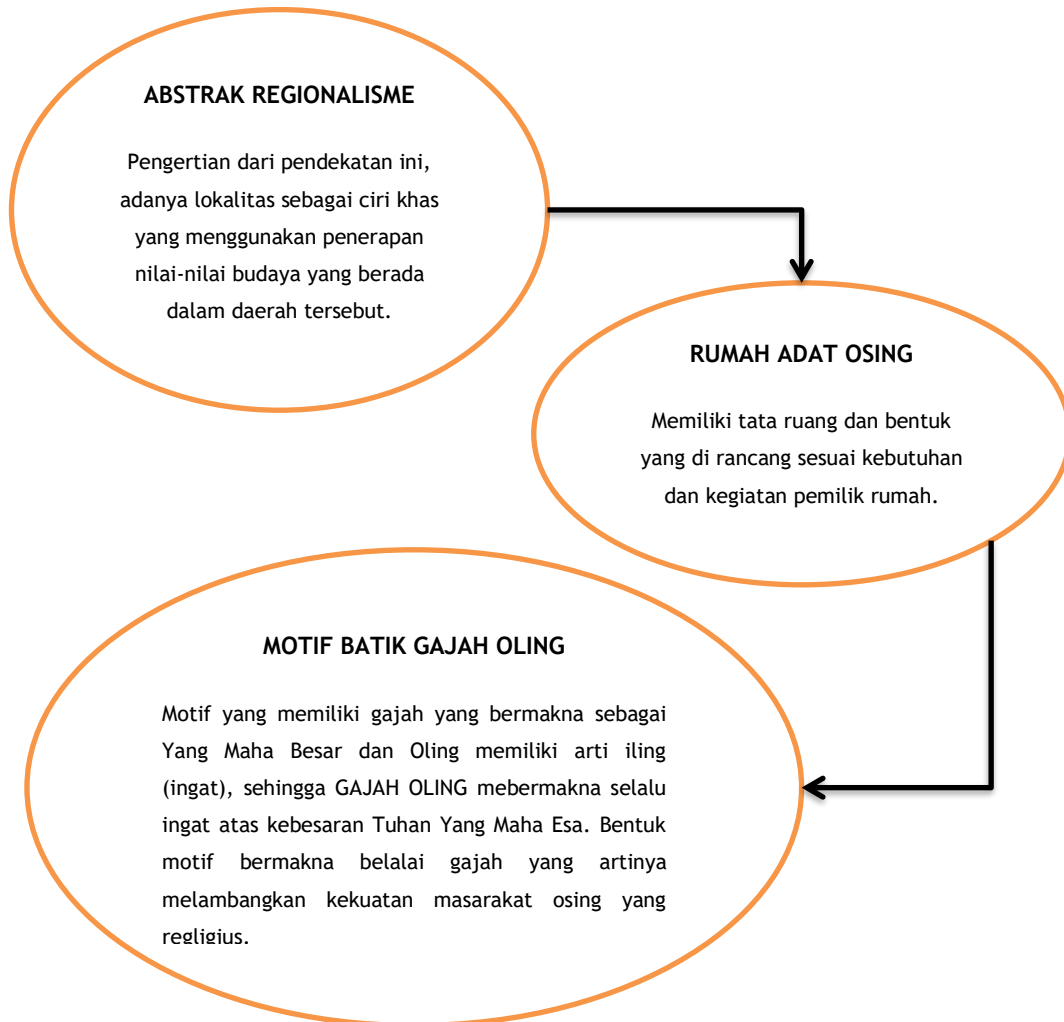 ABSTRAK REGIONALISME
Pengertian dari pendekatan ini,
adanya lokalitas sebagai ciri khas
yang menggunakan penerapan
nilai-nilai budaya yang berada
dalam daerah tersebut.
RUMAH ADAT OSING
Memiliki tata ruang dan bentuk
yang di rancang sesuai kebutuhan
dan kegiatan pemilik rumah.
MOTIF BATIK GAJAH OLING
Motif yang memiliki gajah yang bermakna sebagai
Yang Maha Besar dan Oling memiliki arti iling
(ingat), sehingga GAJAH OLING mebermakna selalu
ingat atas kebesaran Tuhan Yang Maha Esa. Bentuk
motif bermakna belalai gajah yang artinya
melambangkan kekuatan masarakat osing yang
regligius.